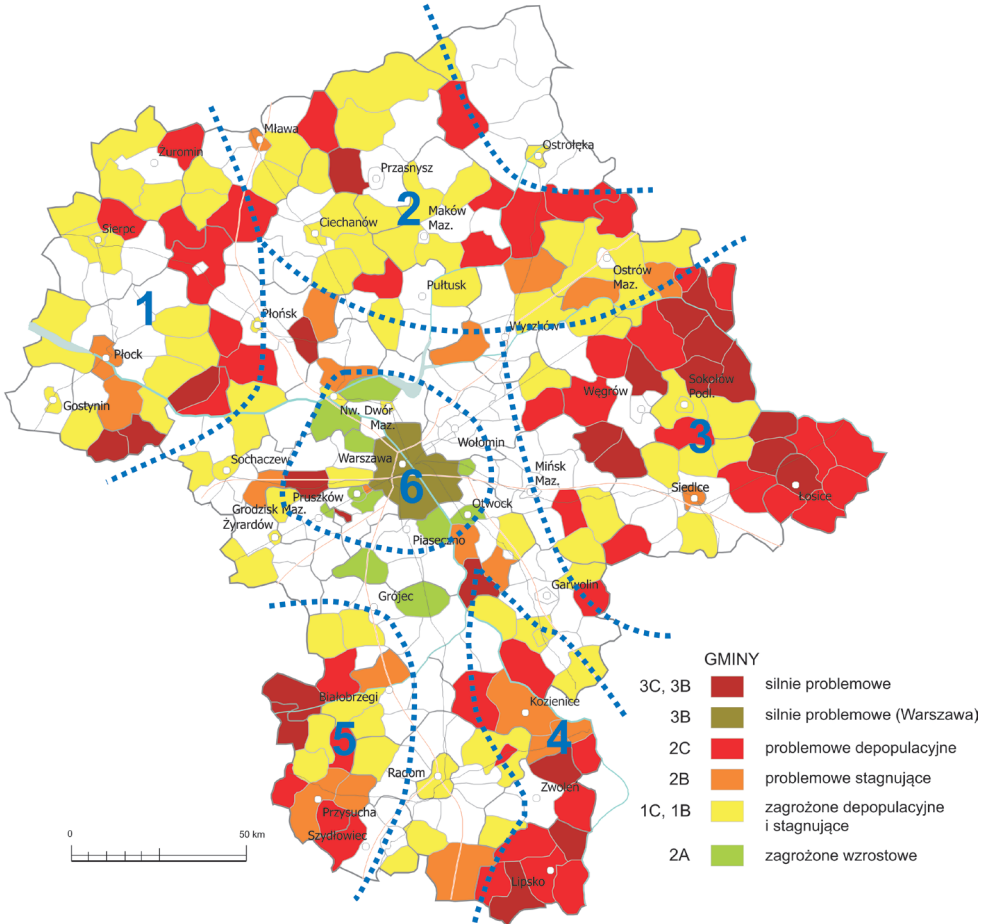 Mława
Ostrołęka
Żuromin
Przasnysz
2
Maków
Maz.
Ciechanów
Sierpc
Ostrów
Maz.
Pułtusk
1
Płońsk
Wyszków
Płock
Sokołów
Podl.
Węgrów
Gostynin
Nw. Dwór
Maz.
3
Wołomin
Sochaczew
Warszawa
Mińsk
Maz.
6
Siedlce
Łosice
Pruszków
Otwock
Grodzisk Maz.
Żyrardów
Piaseczno
Garwolin
Grójec
GMINY
3C, 3B silnie problemowe
Białobrzegi
Kozienice
3B silnie problemowe (Warszawa)
5
4
2C problemowe depopulacyjne
Radom
2B problemowe stagnujące
Zwoleń
1C, 1B zagrożone depopulacyjne
i stagnujące
Przysucha
Szydłowiec
0 50 km
2A zagrożone wzrostowe
Lipsko